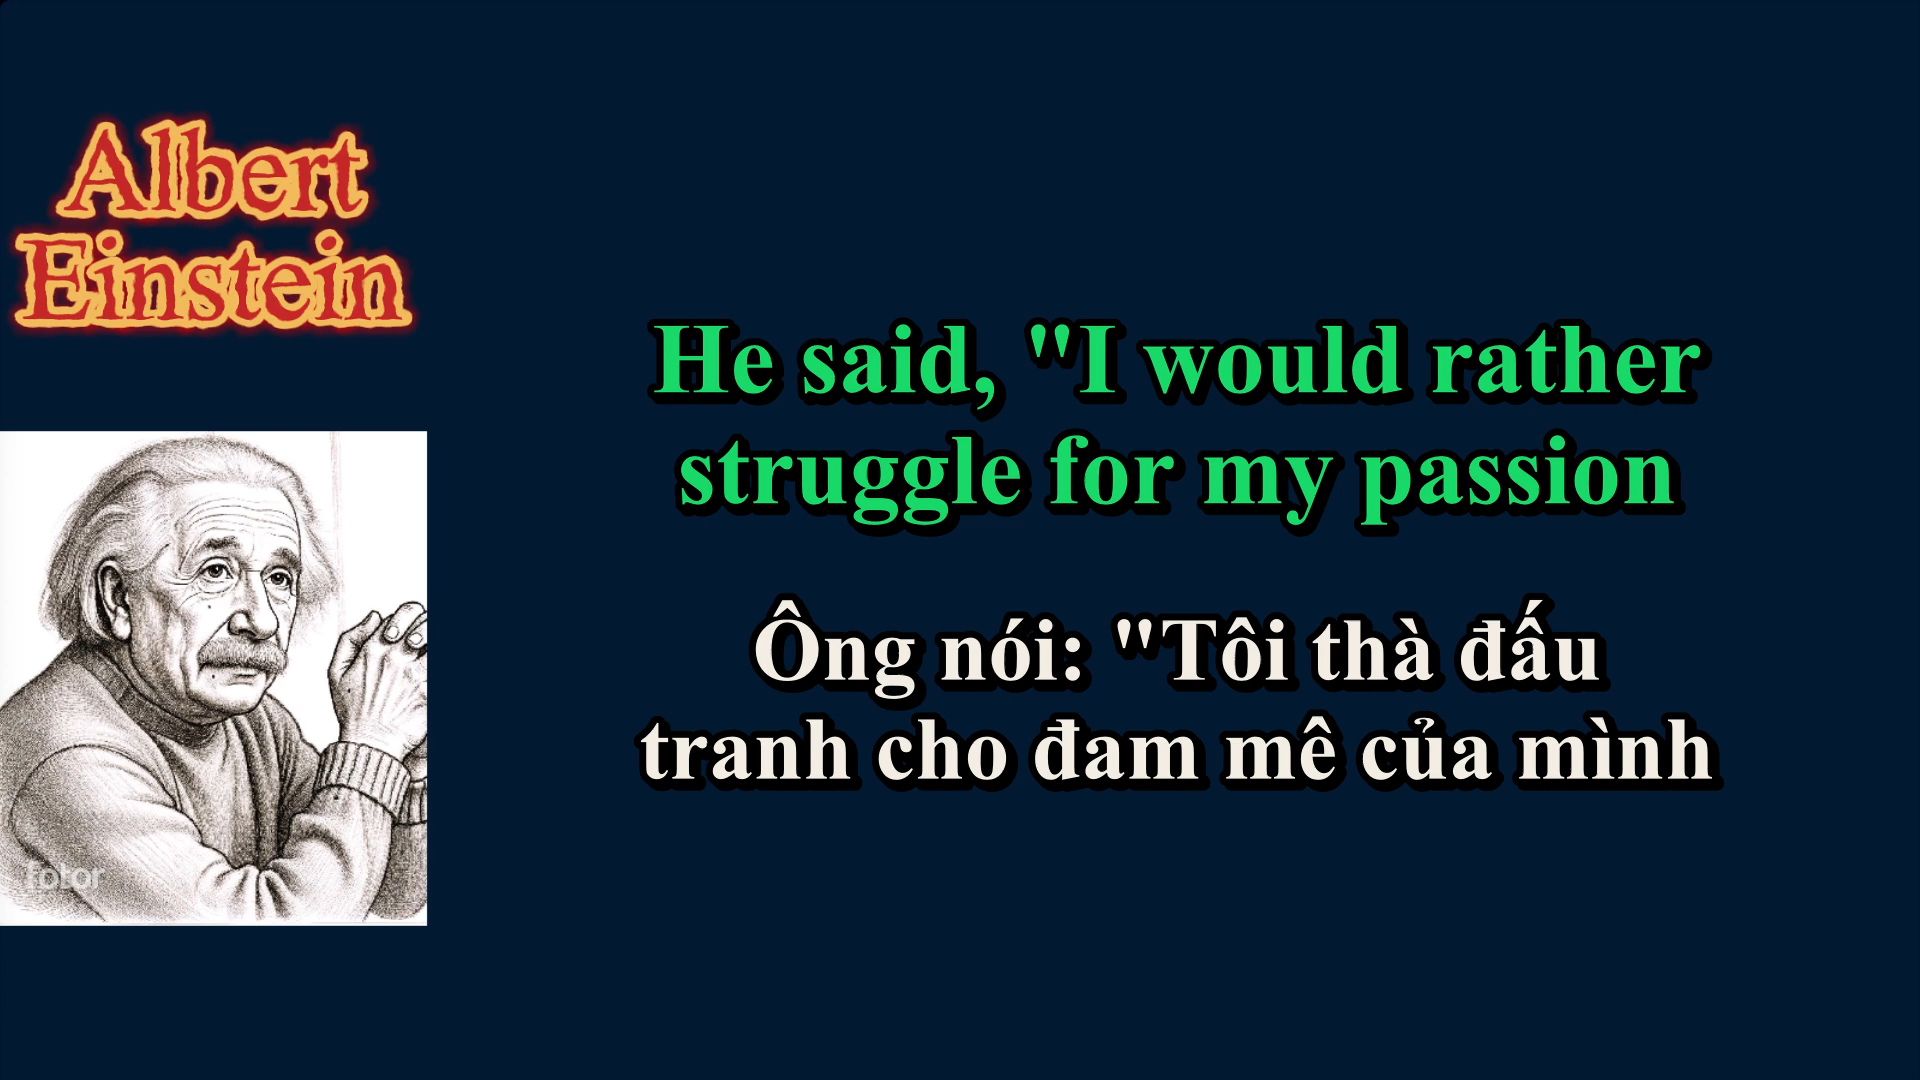 Albert
Einstein
He said, "I would rather
struggle for my passion
Ông nói: "Tôi thà đấu
tranh cho đam mê của mình
fotor